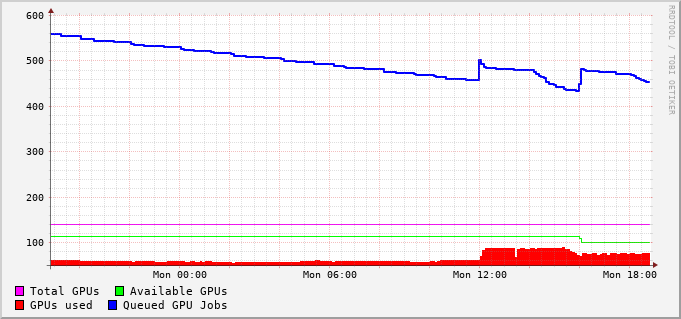 600
500
400
300
200
100
Mon 00:00 Mon 06:00 Mon 12:00 Mon 18:00
Total GPUs Available GPUs
GPUs used Queued GPU Jobs
RRDTOOL / TOBI OETIKER